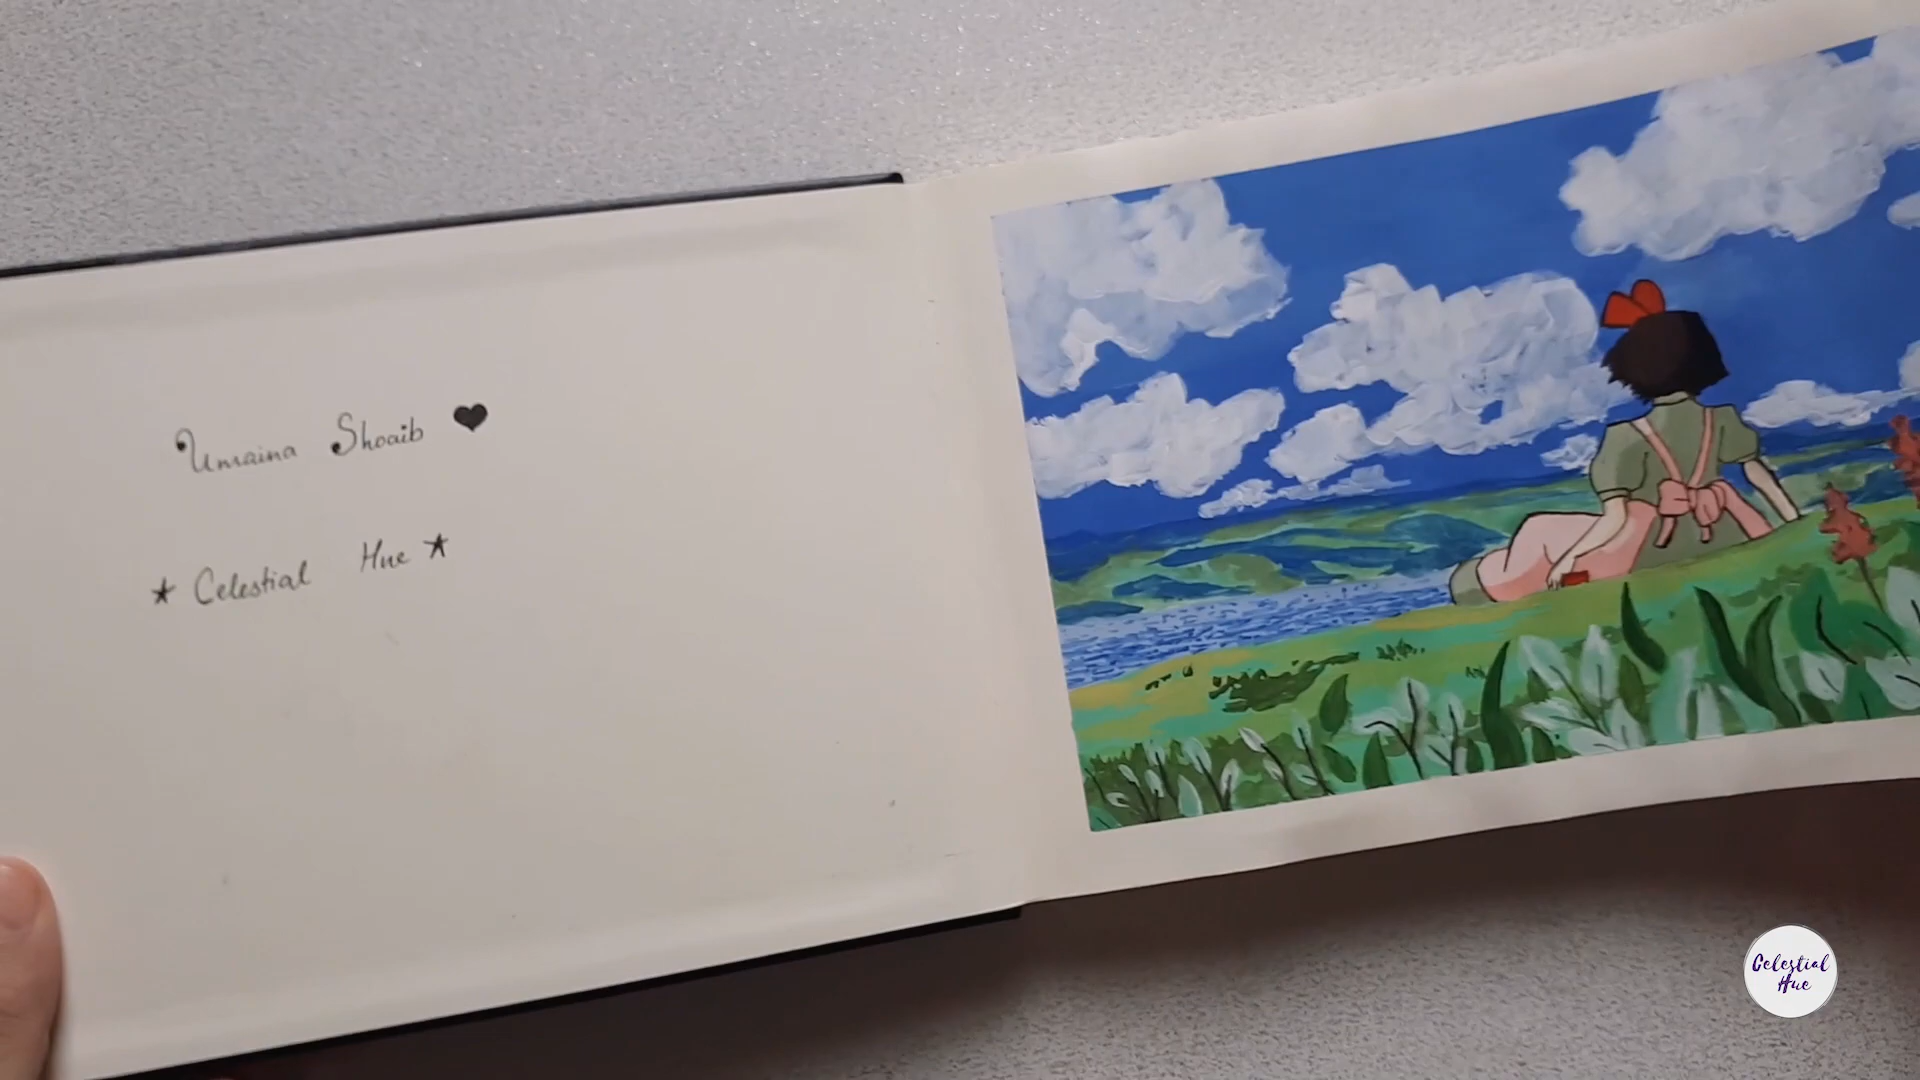 Umaina Shoaib ♥
★ Celestial Hue ★
Celestial
Hue